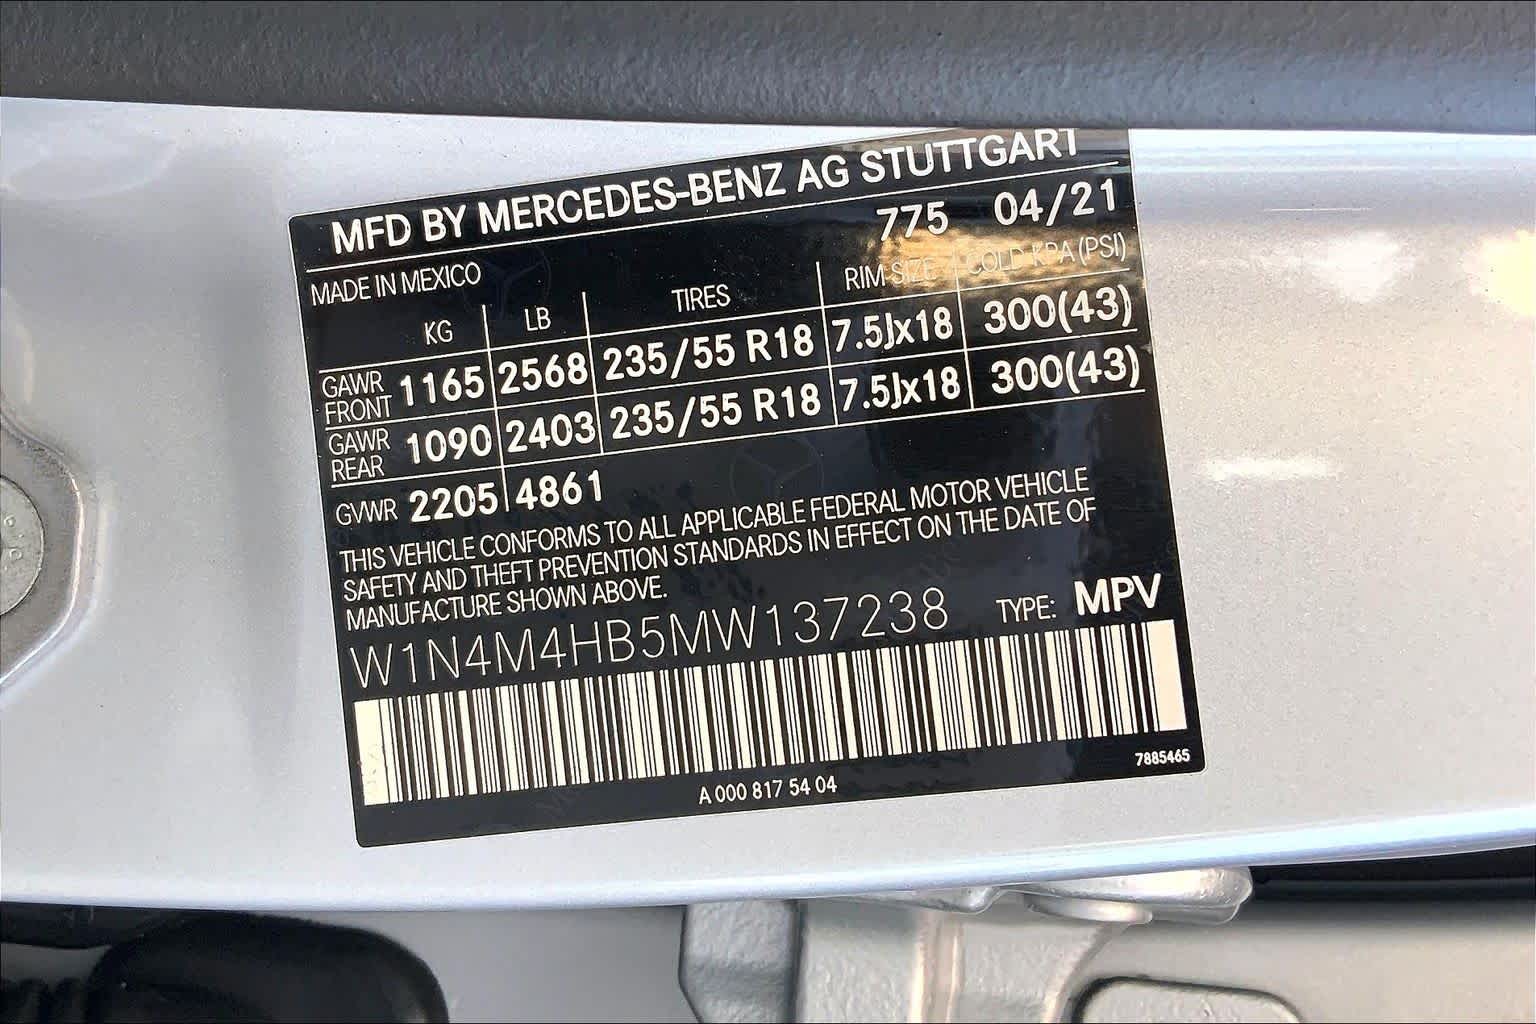 MFD BY MERCEDES-BENZ AG STUTTGART
775 04/21
MADE IN MEXICO
KG LB TIRES RIM SIZE COLD KPA (PSI)
GAWR FRONT 1165 2568 235/55 R18 7.5Jx18 300(43)
GAWR REAR 1090 2403 235/55 R18 7.5Jx18 300(43)
GVWR 2205 4861
THIS VEHICLE CONFORMS TO ALL APPLICABLE FEDERAL MOTOR VEHICLE
SAFETY AND THEFT PREVENTION STANDARDS IN EFFECT ON THE DATE OF
MANUFACTURE SHOWN ABOVE.
W1N4M4HB5MW137238 TYPE: MPV
A 000 817 54 04
7885465